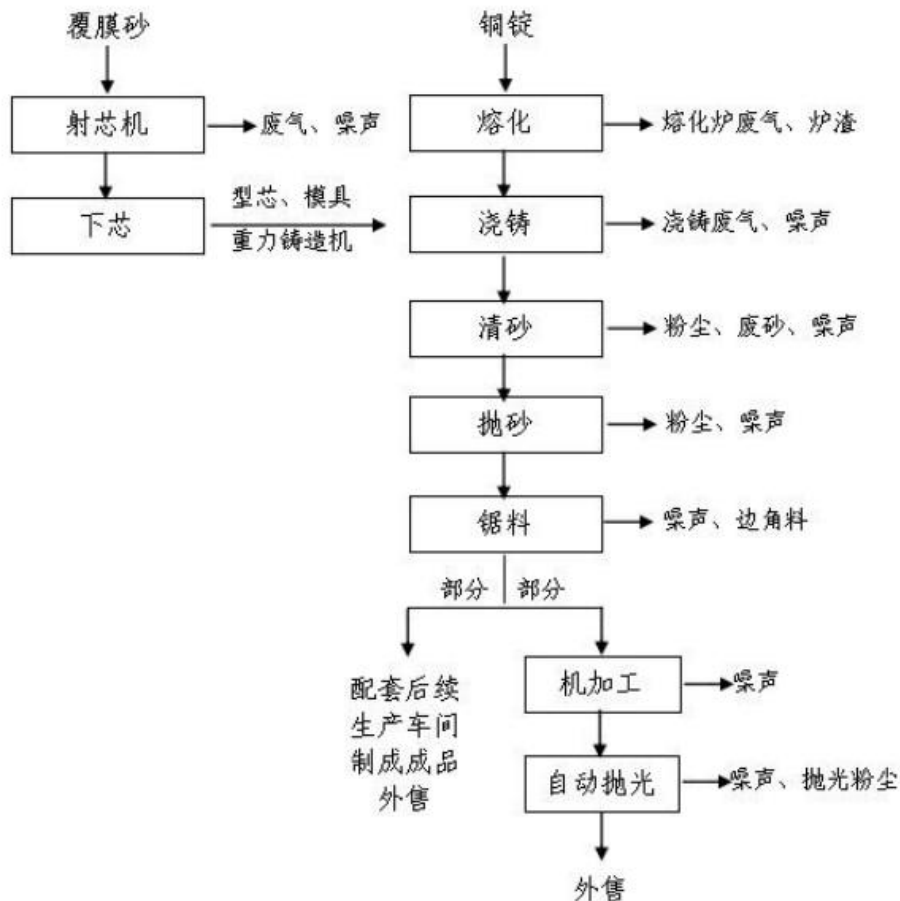 覆膜砂
铜锭
射芯机
废气、噪声
熔化
熔化炉废气、炉渣
下芯
型芯、模具
重力铸造机
浇铸
浇铸废气、噪声
清砂
粉尘、废砂、噪声
抛砂
粉尘、噪声
锯料
噪声、边角料
部分
部分
配套后续
生产车间
制成成品
外售
机加工
噪声
自动抛光
噪声、抛光粉尘
外售